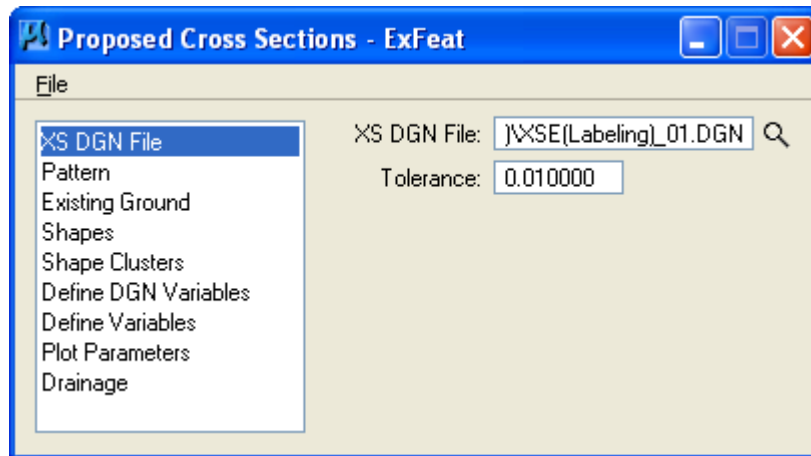 Proposed Cross Sections - ExFeat
File
XS DGN File
Pattern
Existing Ground
Shapes
Shape Clusters
Define DGN Variables
Define Variables
Plot Parameters
Drainage
XS DGN File: )\XSE(Labeling)_01.DGN
Tolerance: 0.010000